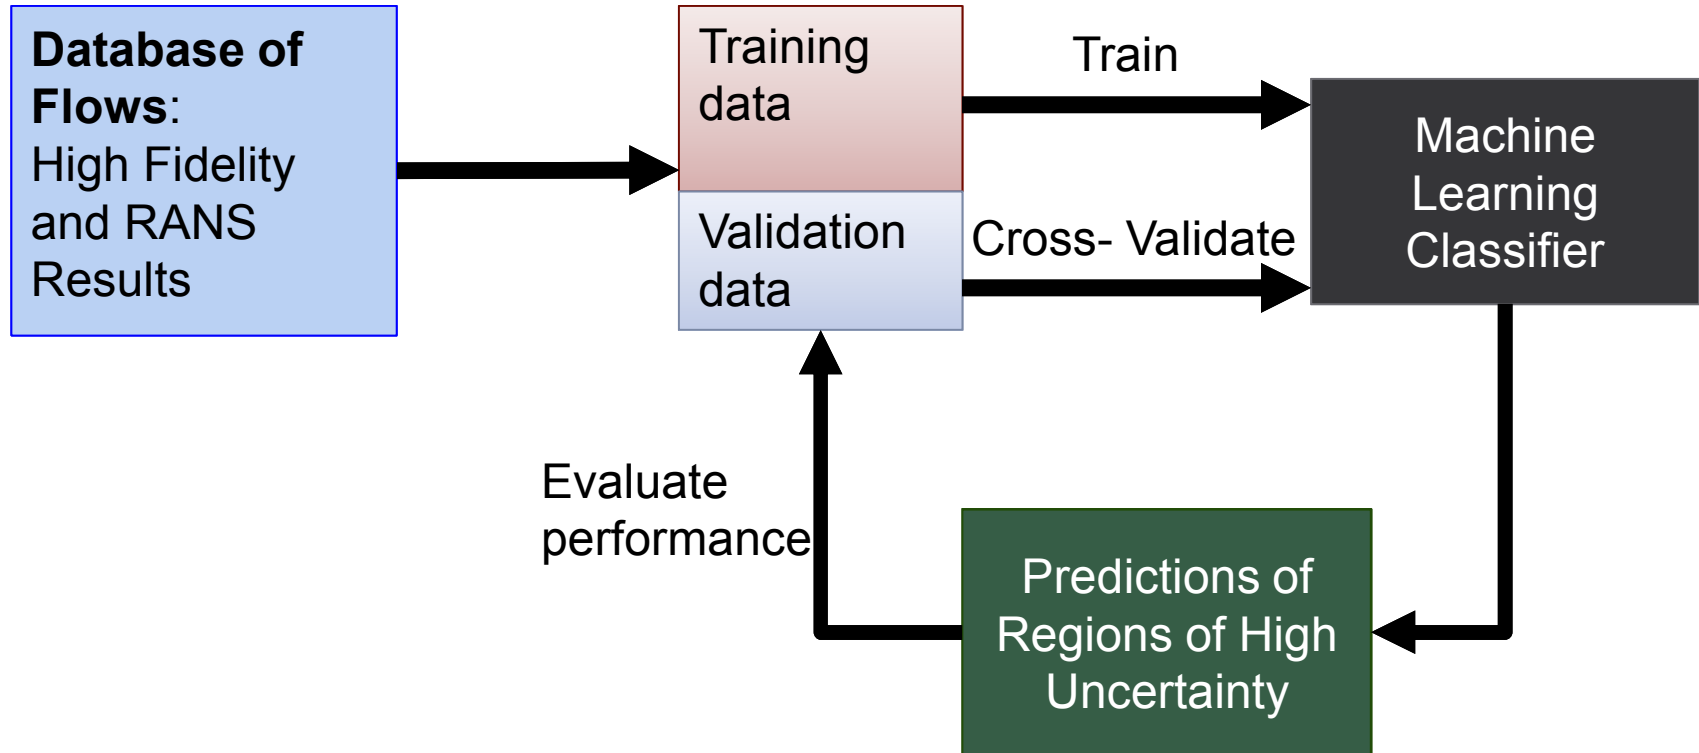 Database of
Flows:
High Fidelity
and RANS
Results
Training
data
Train
Validation
data
Cross- Validate
Machine
Learning
Classifier
Evaluate
performance
Predictions of
Regions of High
Uncertainty